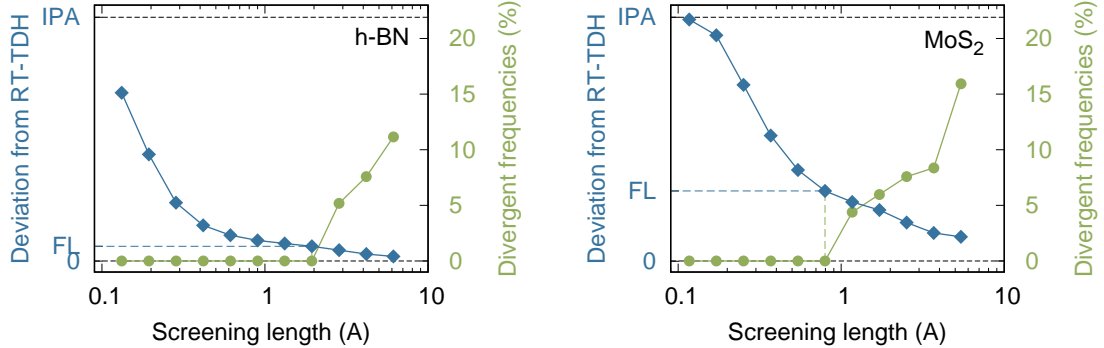 Deviation from RT-TDH
IPA
FL
0
h-BN
20
15
10
5
0
Divergent frequencies (%)
0.1
1
10
Screening length (A)
Deviation from RT-TDH
IPA
FL
0
MoS2
20
15
10
5
0
Divergent frequencies (%)
0.1
1
10
Screening length (A)